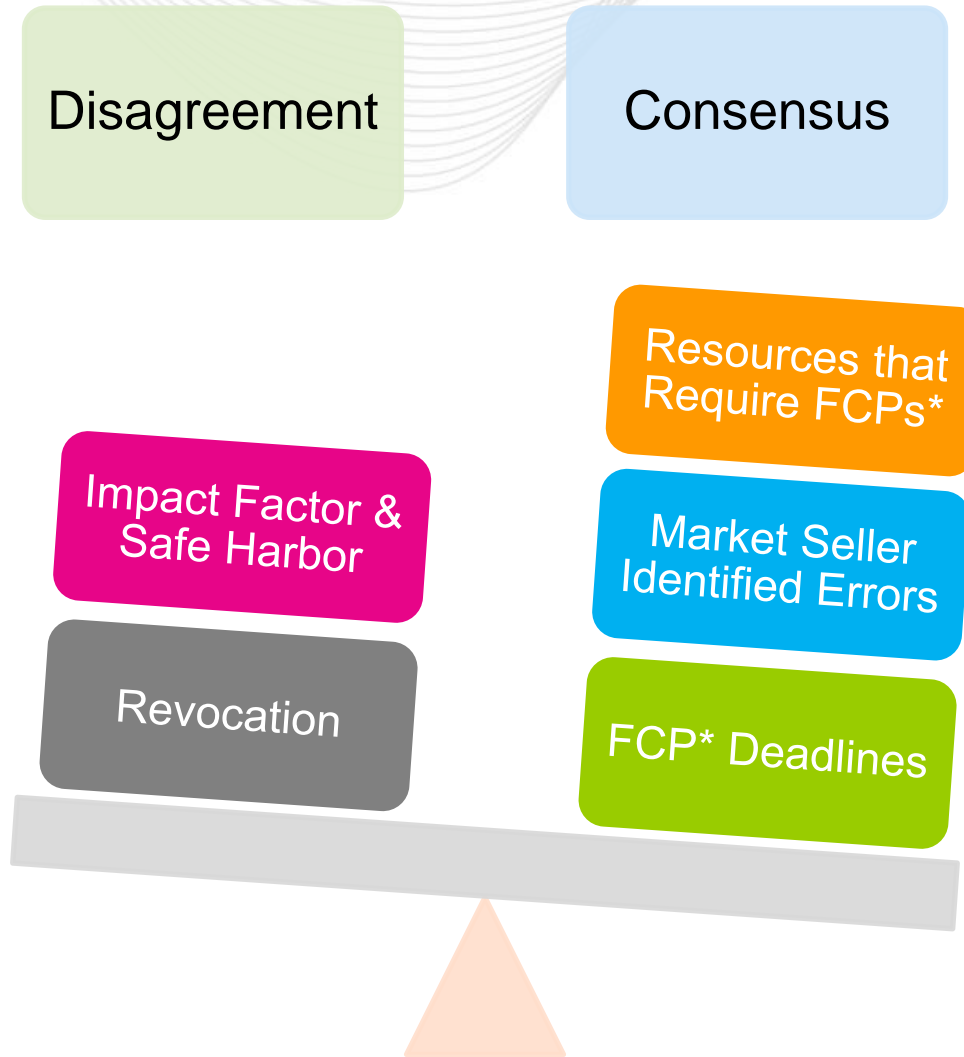 Disagreement
Consensus
Resources that
Require FCPs*
Impact Factor &
Safe Harbor
Market Seller
Identified Errors
Revocation
FCP* Deadlines